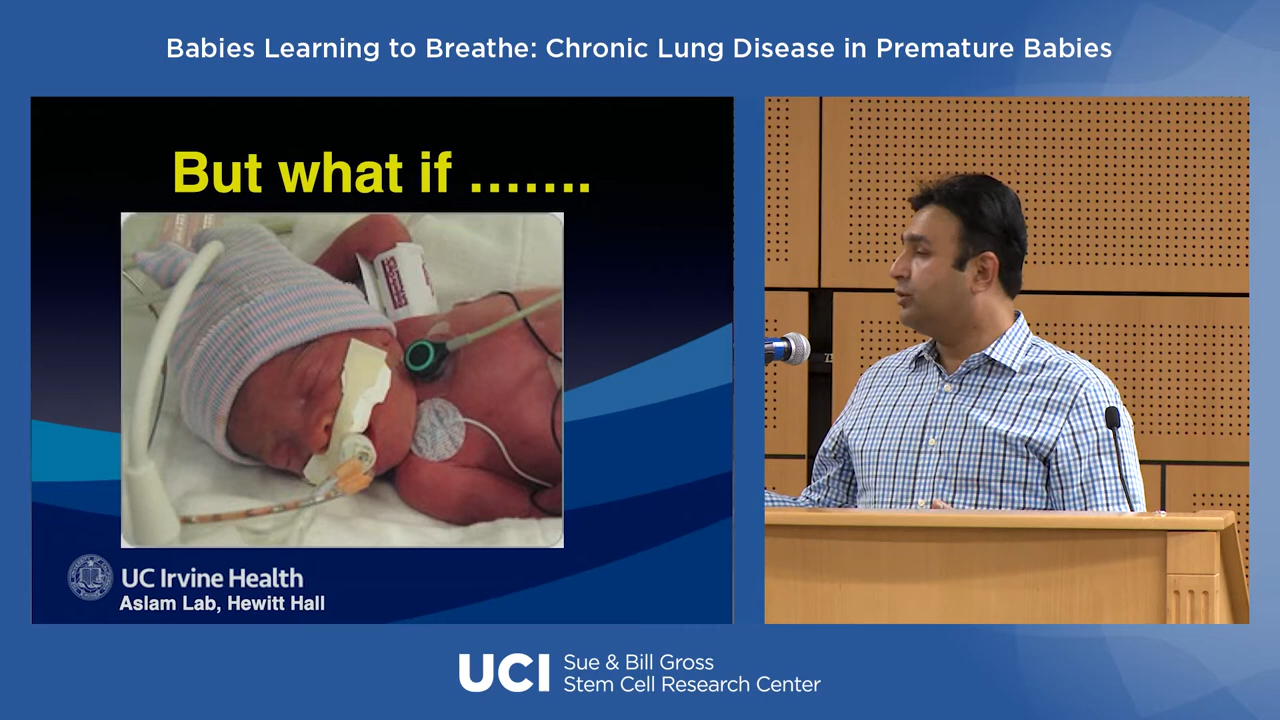 Babies Learning to Breathe: Chronic Lung Disease in Premature Babies
But what if .......
UC Irvine Health
Aslam Lab, Hewitt Hall
UCI
Sue & Bill Gross
Stem Cell Research Center